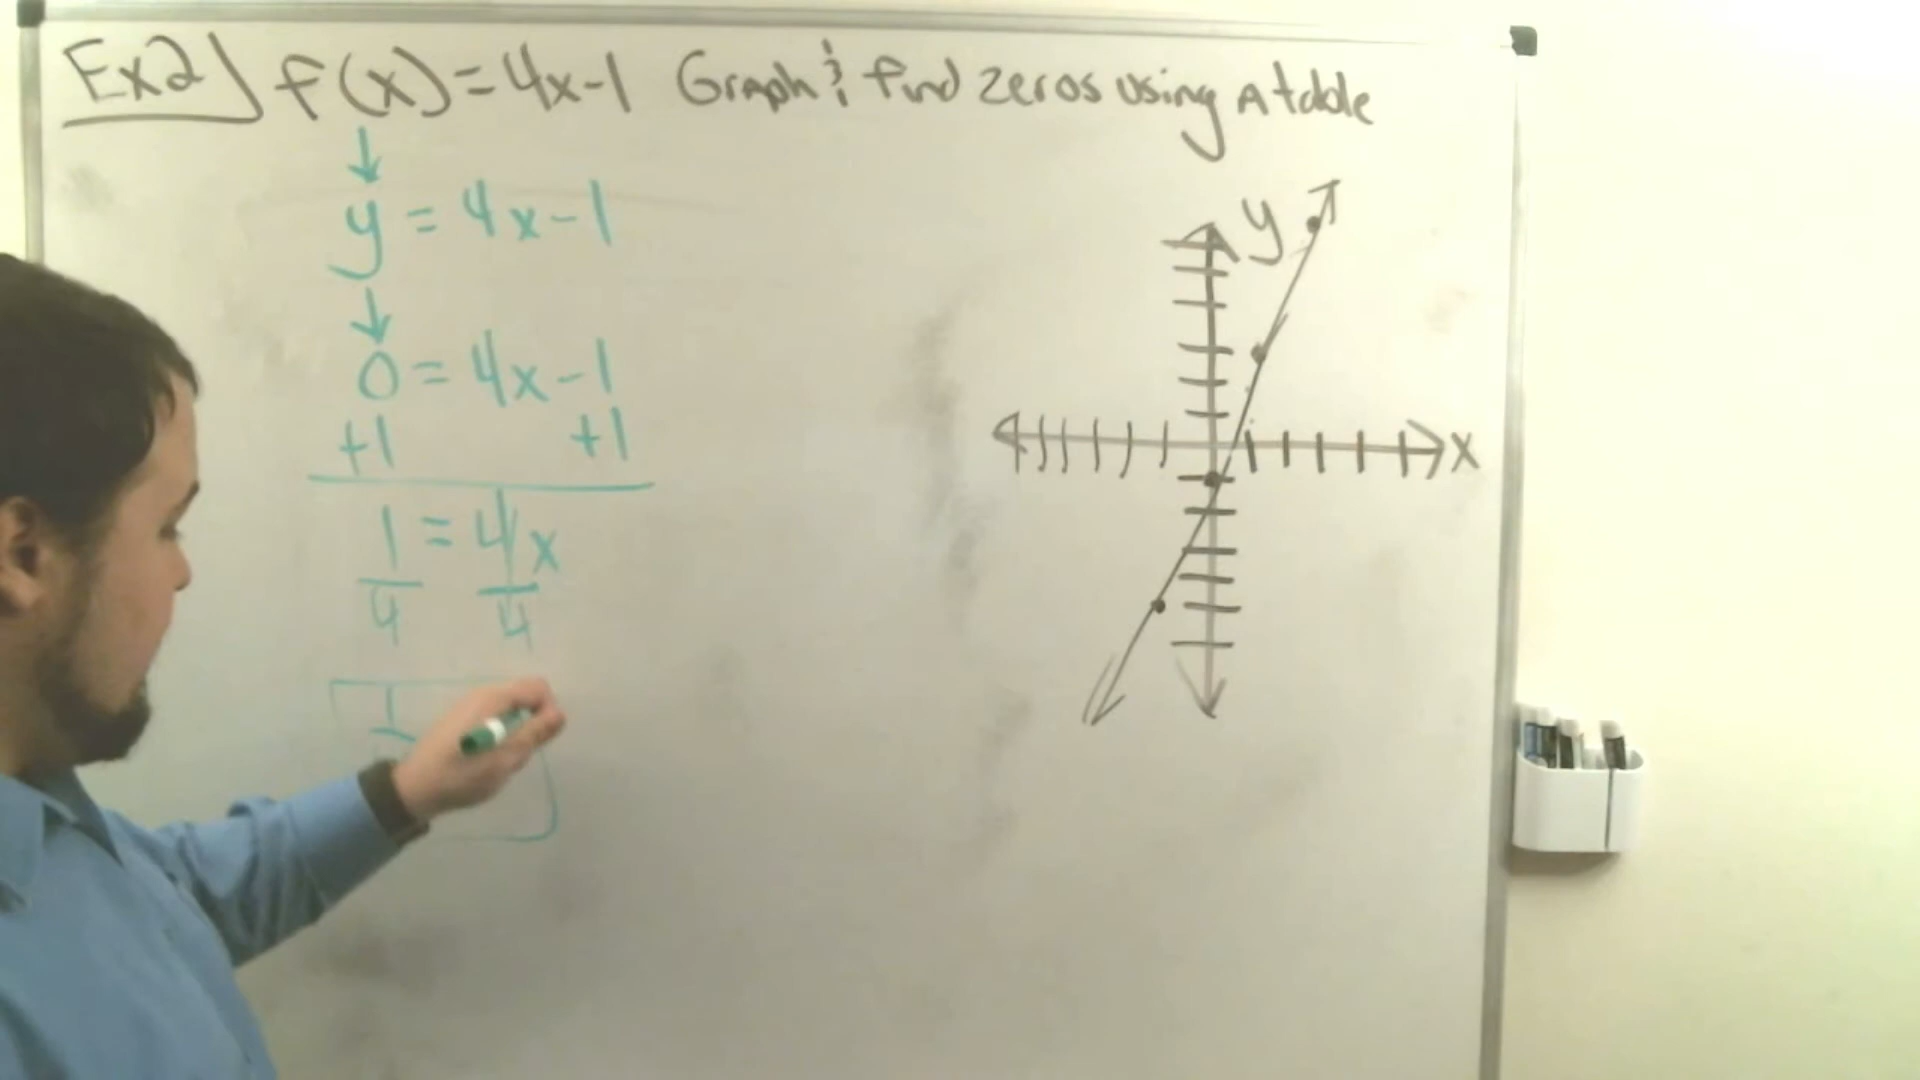 Ex2) f(x)=4x-1 Graph & find zeros using A table
y = 4x-1
0 = 4x-1
+1 +1
1 = 4x
4 4
1
y
x